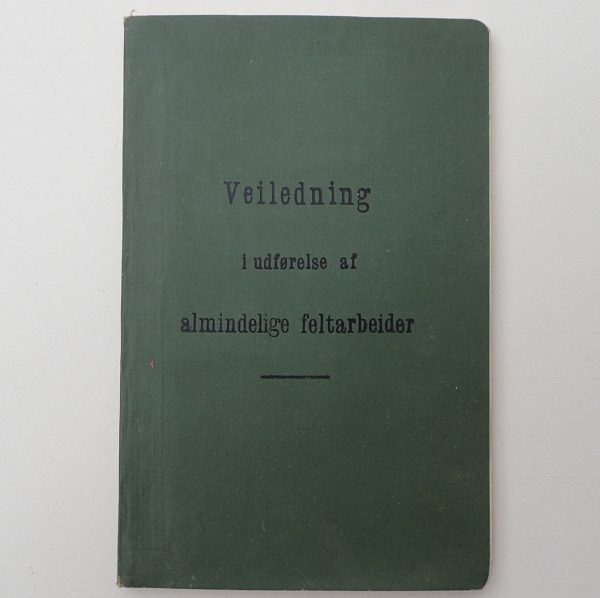 Veiledning
i udførelse af
almindelige feltarbeider